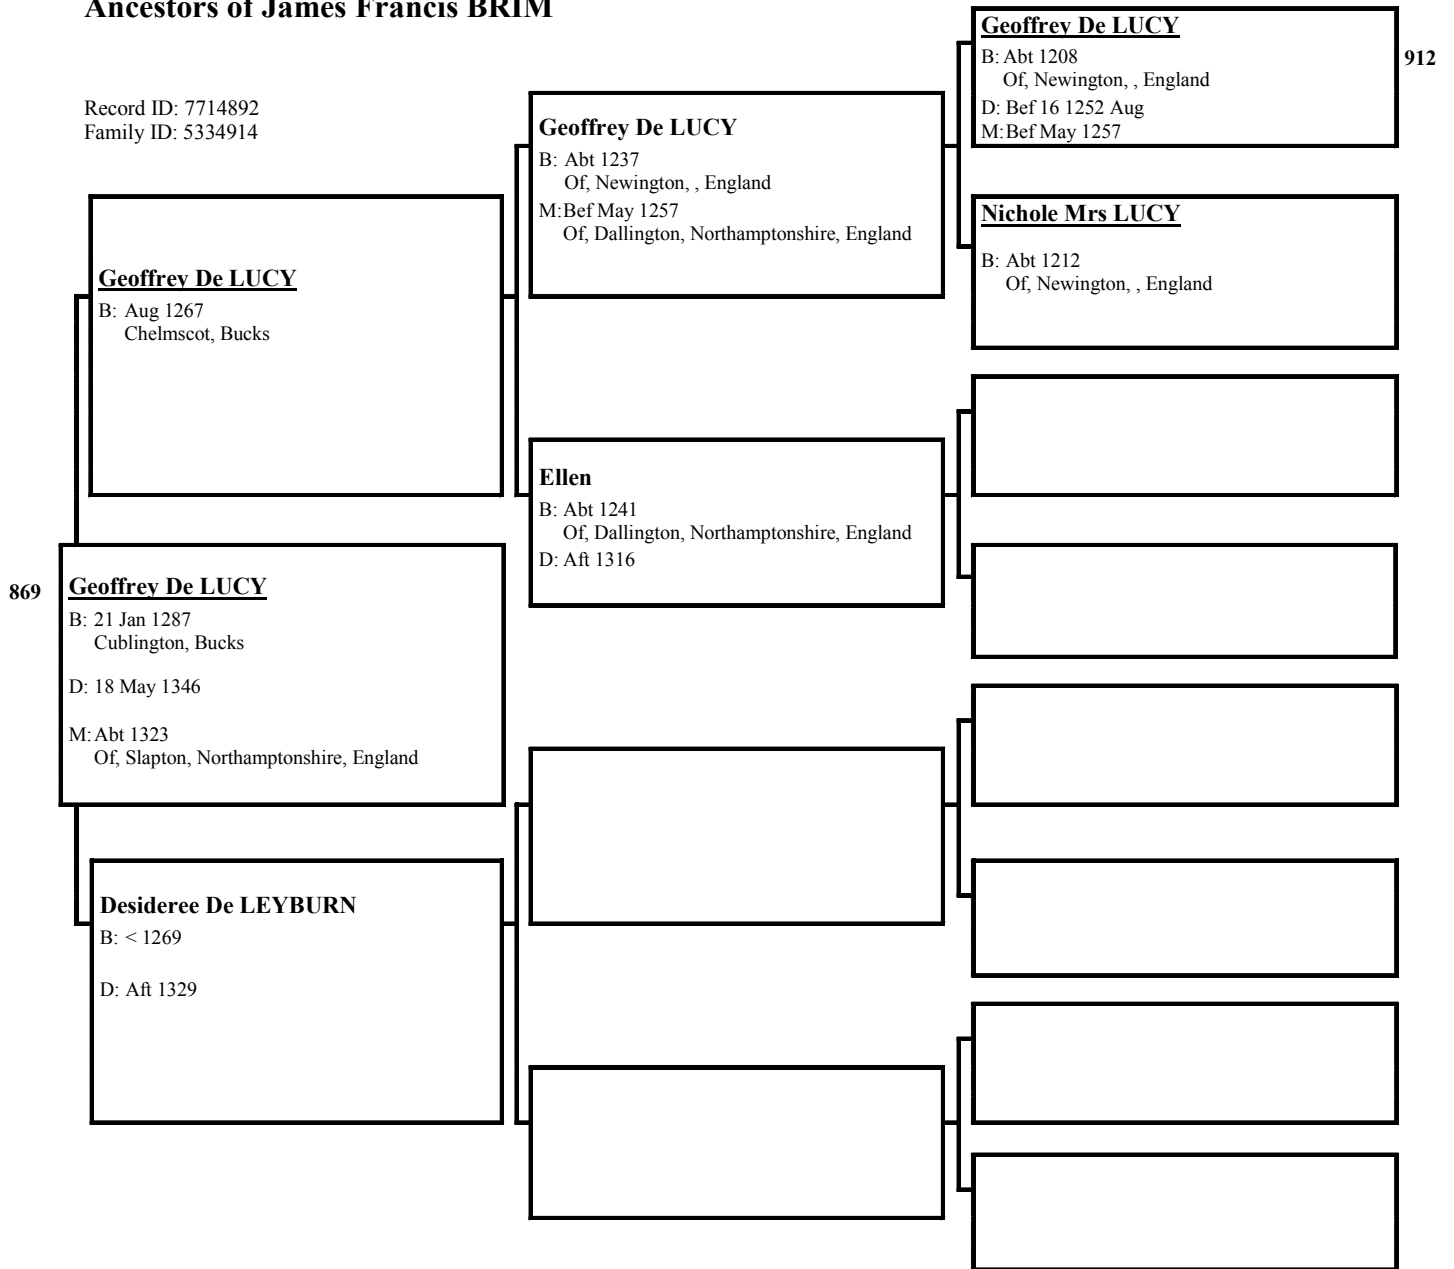 Ancestors of James Francis BRIM
Record ID: 7714892
Family ID: 5334914
Geoffrey De LUCY
B: Abt 1208
Of, Newington, , England
D: Bef 16 1252 Aug
M: Bef May 1257
912
Geoffrey De LUCY
B: Abt 1237
Of, Newington, , England
M: Bef May 1257
Of, Dallington, Northamptonshire, England
Nichole Mrs LUCY
B: Abt 1212
Of, Newington, , England
Geoffrey De LUCY
B: Aug 1267
Chelmscot, Bucks
Ellen
B: Abt 1241
Of, Dallington, Northamptonshire, England
D: Aft 1316
869
Geoffrey De LUCY
B: 21 Jan 1287
Cublington, Bucks
D: 18 May 1346
M: Abt 1323
Of, Slapton, Northamptonshire, England
Desideree De LEYBURN
B: < 1269
D: Aft 1329